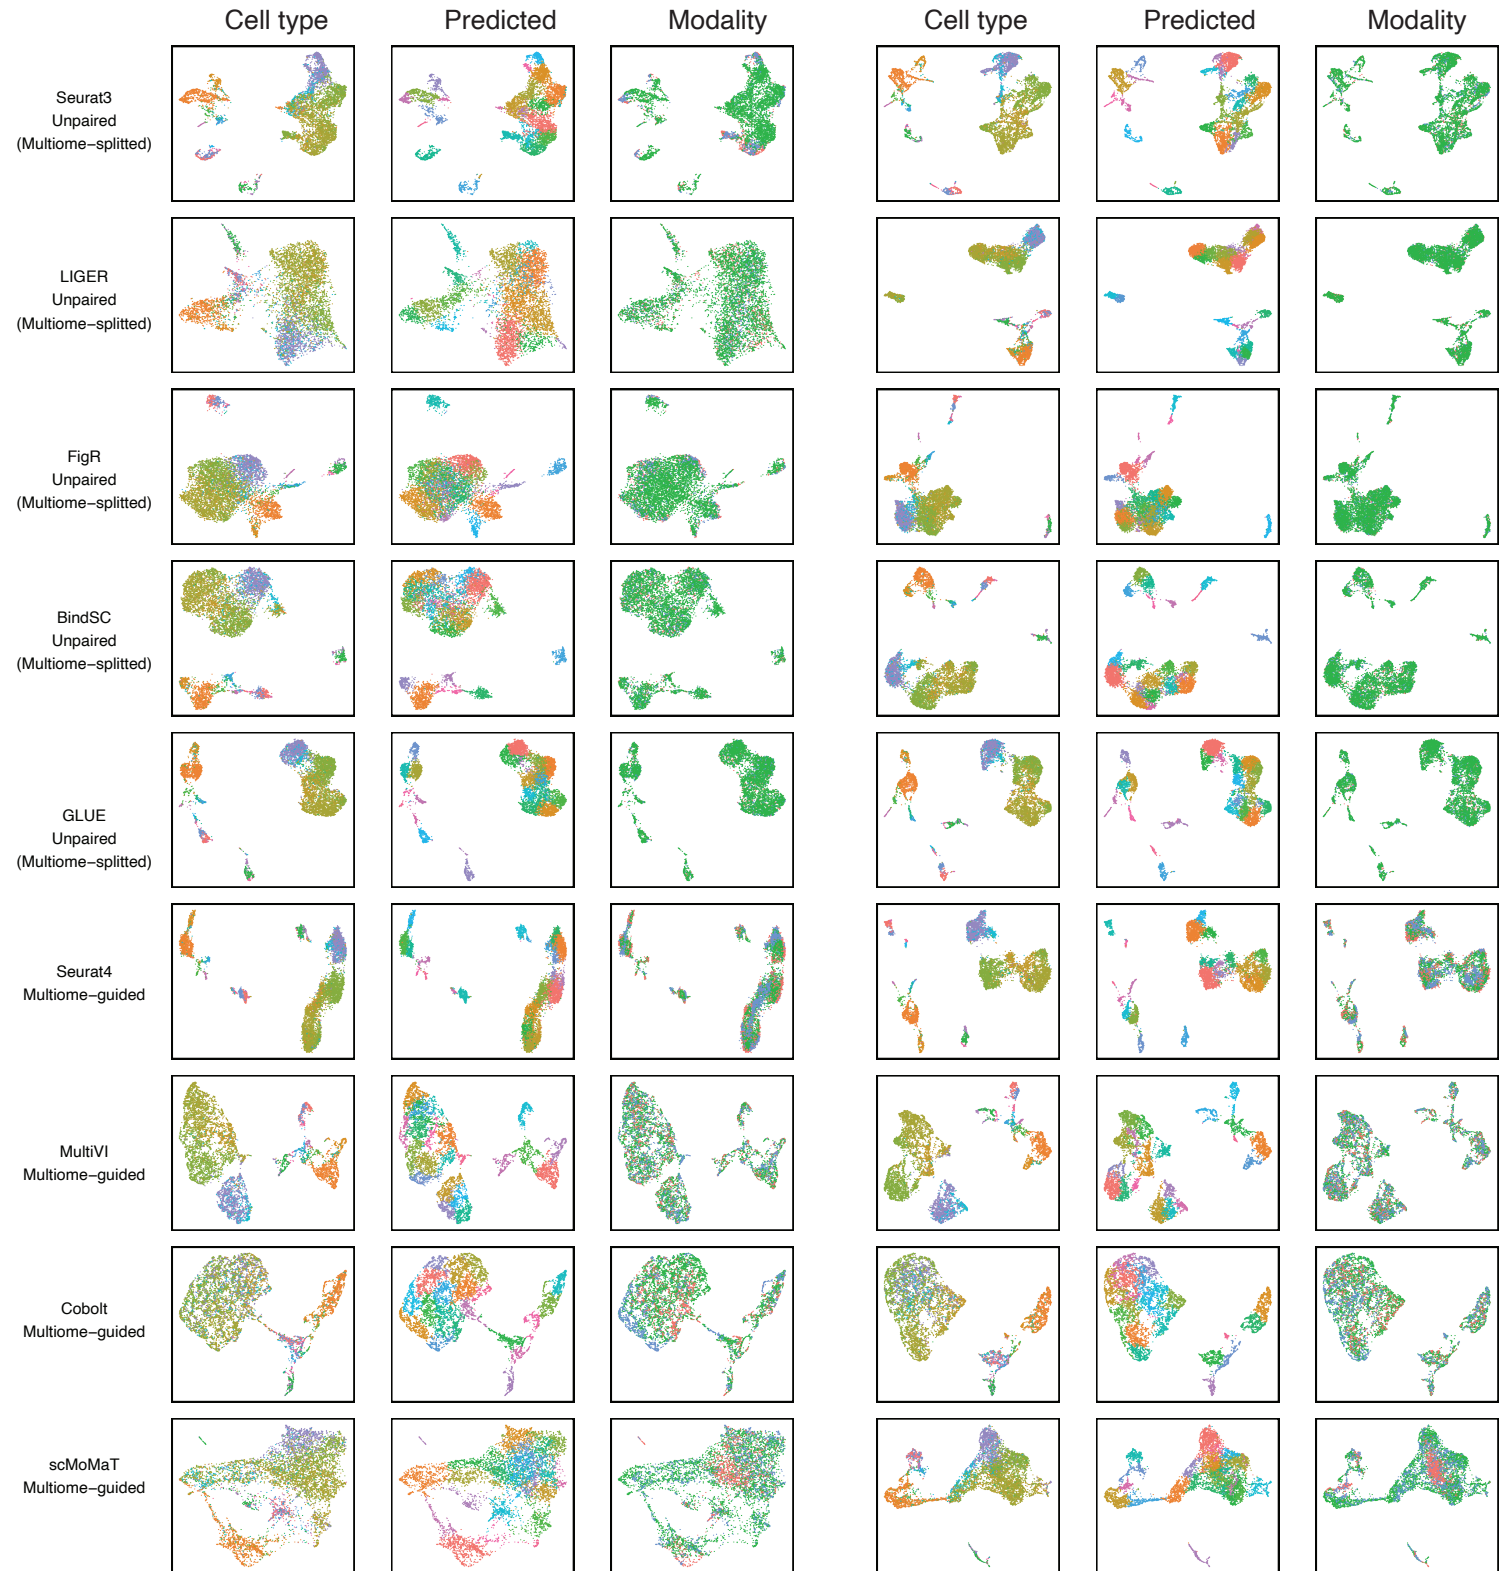 Cell type Predicted Modality Cell type Predicted Modality
Seurat3
Unpaired
(Multiome−splitted)
LIGER
Unpaired
(Multiome−splitted)
FigR
Unpaired
(Multiome−splitted)
BindSC
Unpaired
(Multiome−splitted)
GLUE
Unpaired
(Multiome−splitted)
Seurat4
Multiome−guided
MultiVI
Multiome−guided
Cobolt
Multiome−guided
scMoMaT
Multiome−guided